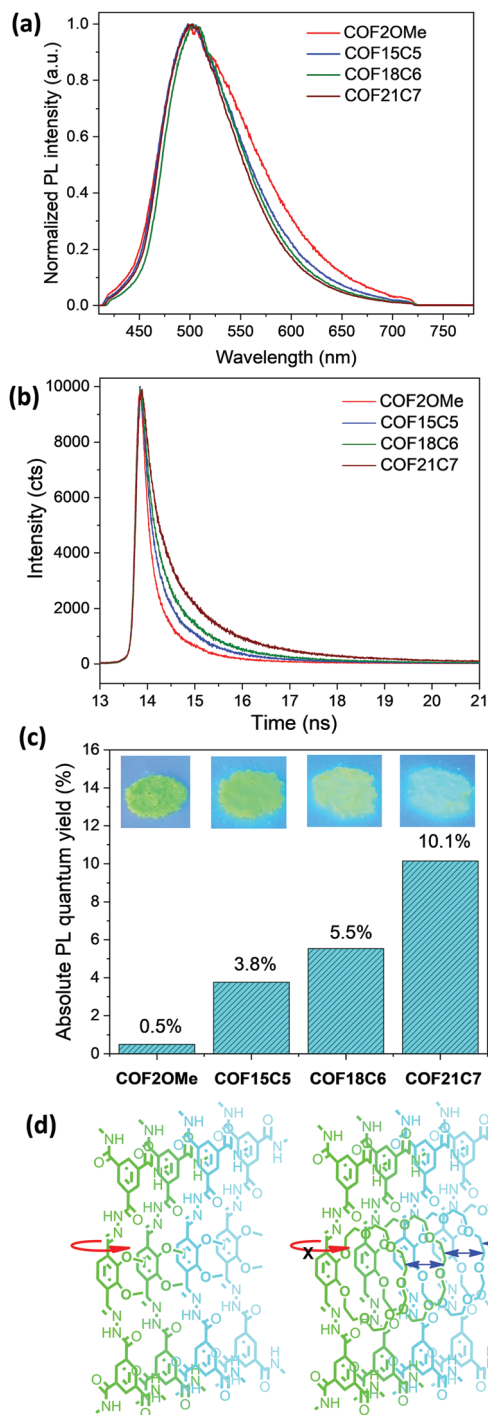 (a)
COF2OMe
COF15C5
COF18C6
COF21C7
Normalized PL intensity (a.u.)
1.0
0.8
0.6
0.4
0.2
0.0
450 500 550 600 650 700 750
Wavelength (nm)
(b)
COF2OMe
COF15C5
COF18C6
COF21C7
Intensity (cts)
10000
8000
6000
4000
2000
0
13 14 15 16 17 18 19 20 21
Time (ns)
(c)
Absolute PL quantum yield (%)
16
14
12
10
8
6
4
2
0
0.5%
3.8%
5.5%
10.1%
COF2OMe COF15C5 COF18C6 COF21C7
(d)
X